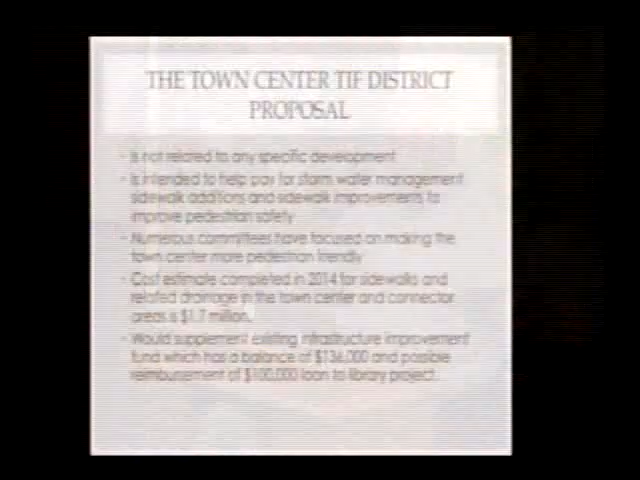 THE TOWN CENTER TIF DISTRICT
PROPOSAL
- Is not related to any specific development
- Is intended to help pay for storm water management
sidewalk additions and sidewalk improvements to
improve pedestrian safety
- Numerous committees have focused on making the
town center more pedestrian friendly
- Cost estimate completed in 2014 for sidewalks and
related drainage in the town center and connector
areas is $1.7 million.
- Would supplement existing infrastructure improvement
fund which has a balance of $136,000 and possible
reimbursement of $100,000 loan to library project.